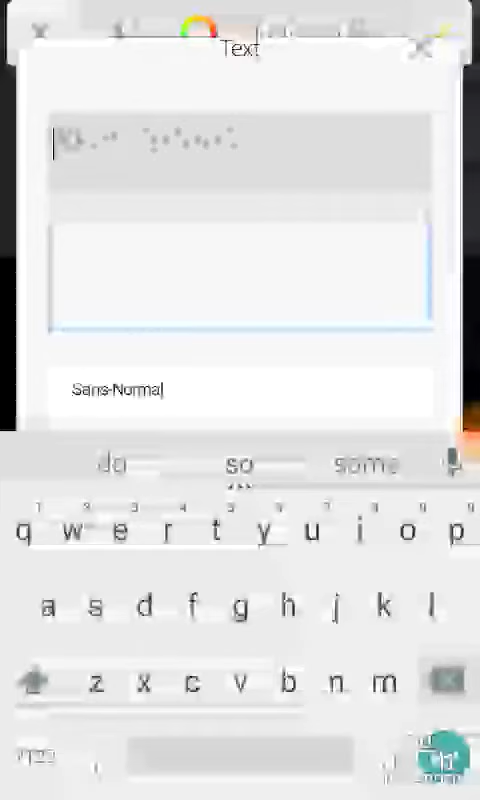 Text
Sans-Normal
do so some
q w e r t y u i o p
a s d f g h j k l
z x c v b n m